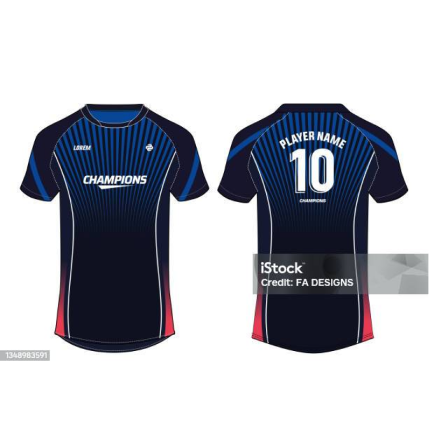 LOREM
CHAMPIONS
PLAYER NAME
10
CHAMPIONS
iStock
Credit: FA DESIGNS
1348983591